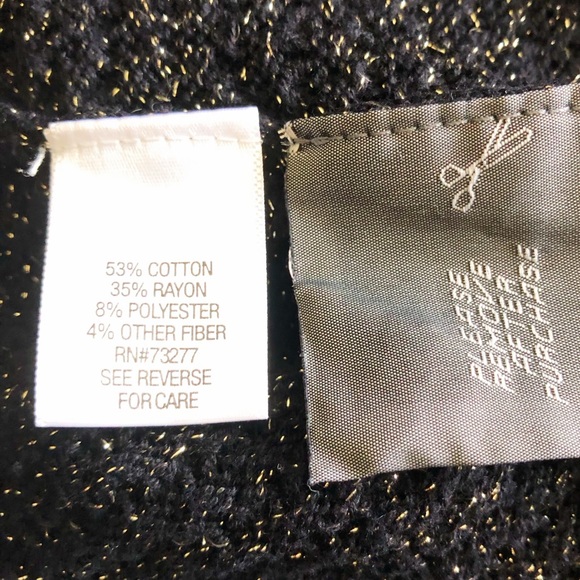 53% COTTON
35% RAYON
8% POLYESTER
4% OTHER FIBER
RN#73277
SEE REVERSE
FOR CARE
PLEASE
REMOVE
AFTER
PURCHASE